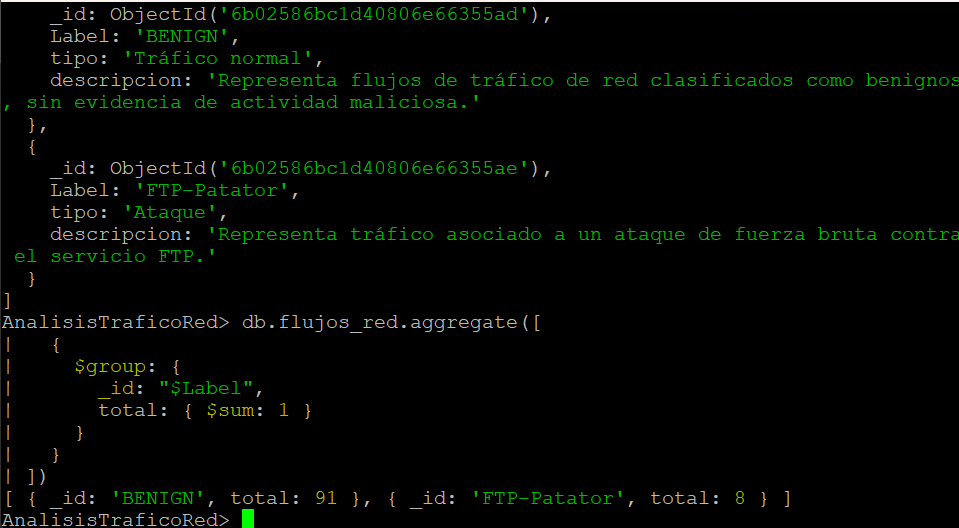 _id: ObjectId('6b02586bc1d40806e66355ad'),
Label: 'BENIGN',
tipo: 'Tráfico normal',
descripcion: 'Representa flujos de tráfico de red clasificados como benignos
, sin evidencia de actividad maliciosa.'
},
{
_id: ObjectId('6b02586bc1d40806e66355ae'),
Label: 'FTP-Patator',
tipo: 'Ataque',
descripcion: 'Representa tráfico asociado a un ataque de fuerza bruta contra
el servicio FTP.'
}
]
AnalisisTraficoRed> db.flujos_red.aggregate([
|   {
|     $group: {
|       _id: "$Label",
|       total: { $sum: 1 }
|     }
|   }
| ])
[ { _id: 'BENIGN', total: 91 }, { _id: 'FTP-Patator', total: 8 } ]
AnalisisTraficoRed>